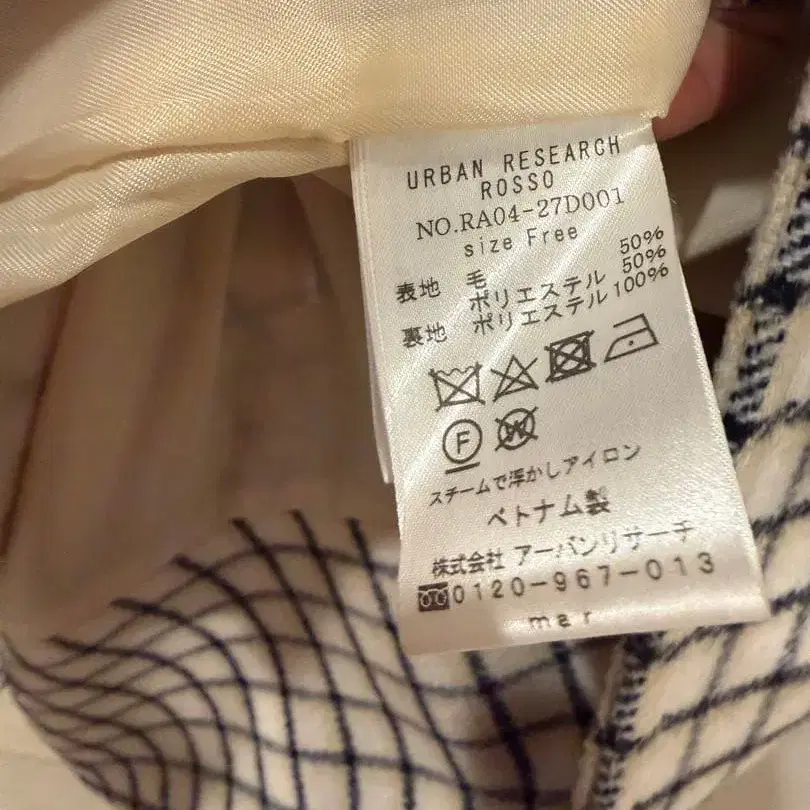 URBAN RESEARCH
ROSSO
NO.RA04-27D001
size Free
表地 毛 50%
ポリエステル 50%
裏地 ポリエステル 100%
F W
スチームで浮かしアイロン
ベトナム製
株式会社 アーバンリサーチ
0120-967-013
mar